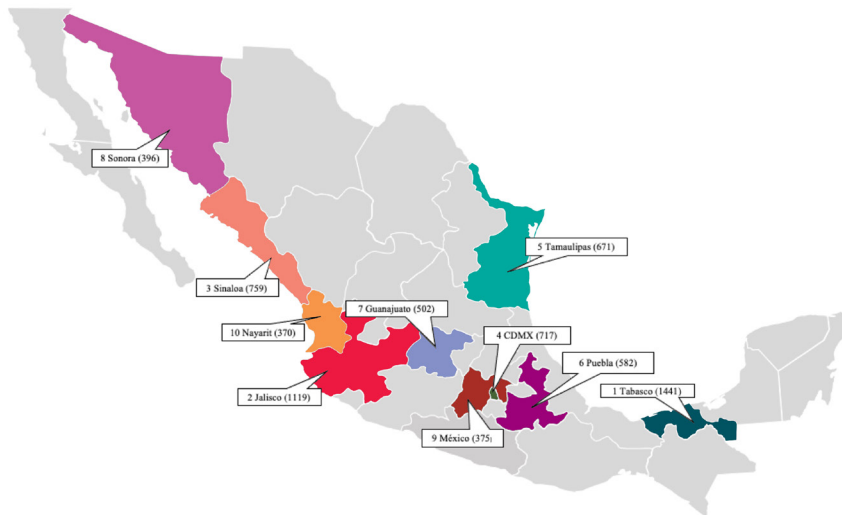 8 Sonora (396)
5 Tamaulipas (671)
3 Sinaloa (759)
7 Guanajuato (502)
10 Nayarit (370)
4 CDMX (717)
6 Puebla (582)
1 Tabasco (1441)
2 Jalisco (1119)
9 México (375)